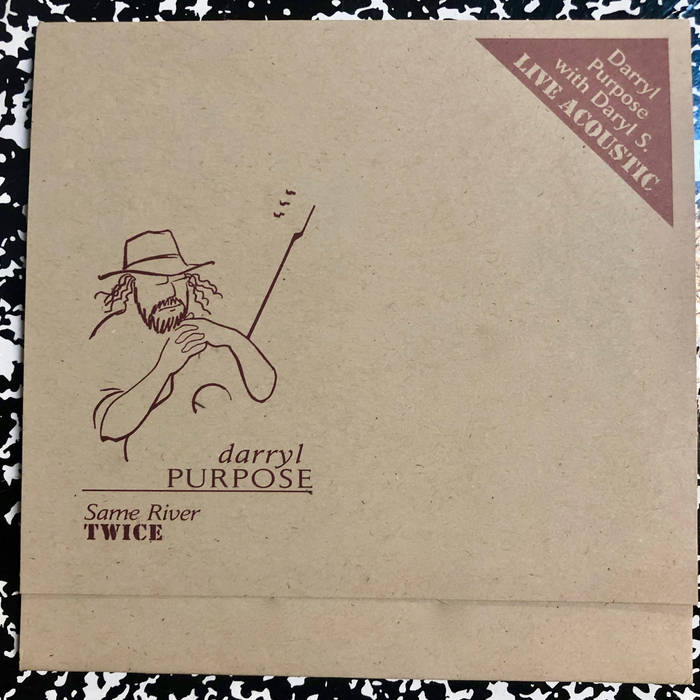 Darryl
Purpose
with Daryl S.
LIVE ACOUSTIC
darryl
PURPOSE
Same River
TWICE